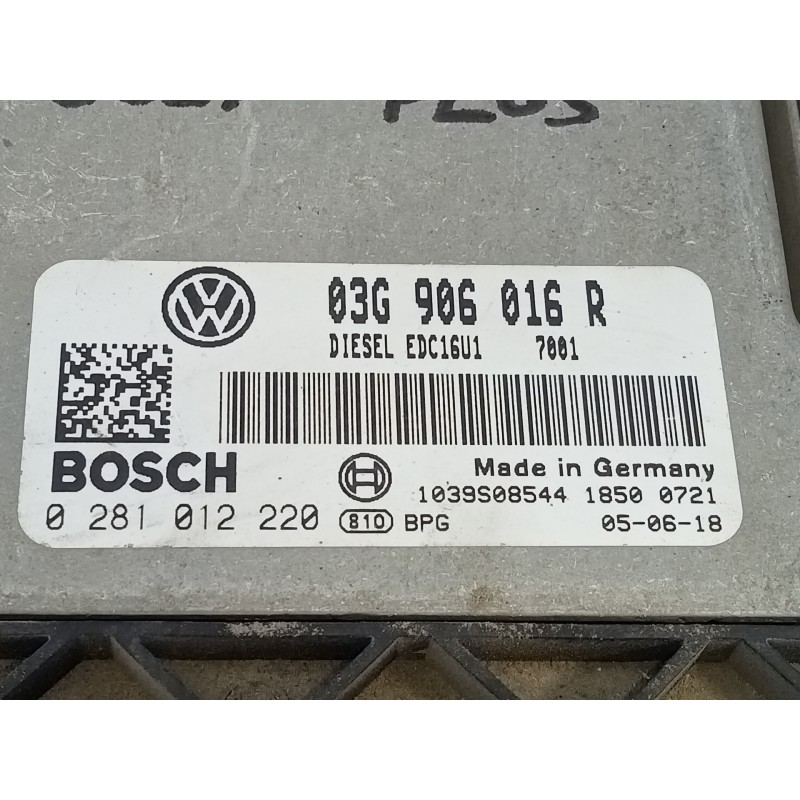 PLUS
03G 906 016 R
DIESEL EDC16U1 7001
BOSCH
Made in Germany
1039S08544 1850 0721
0 281 012 220 810 BPG 05-06-18